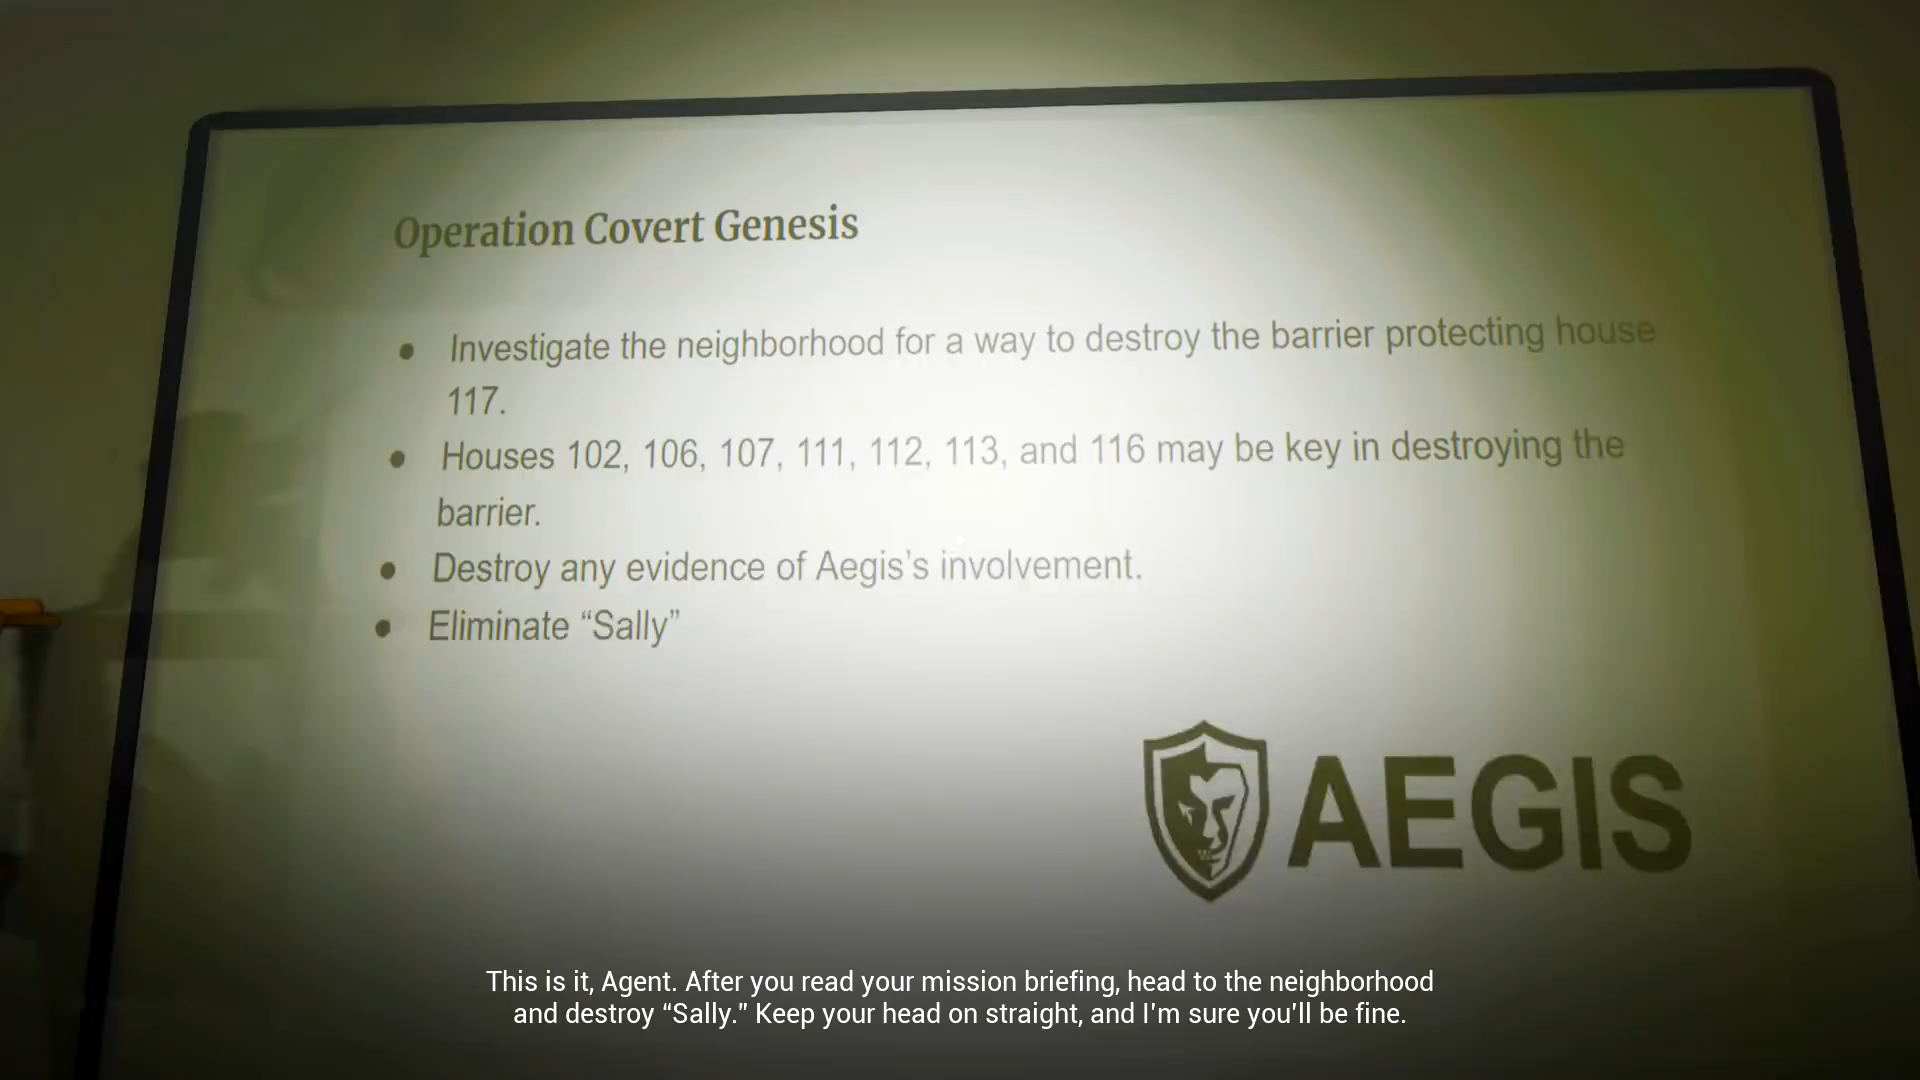 Operation Covert Genesis
• Investigate the neighborhood for a way to destroy the barrier protecting house
117.
• Houses 102, 106, 107, 111, 112, 113, and 116 may be key in destroying the
barrier.
• Destroy any evidence of Aegis's involvement.
• Eliminate “Sally”
AEGIS
This is it, Agent. After you read your mission briefing, head to the neighborhood
and destroy “Sally.” Keep your head on straight, and I'm sure you'll be fine.